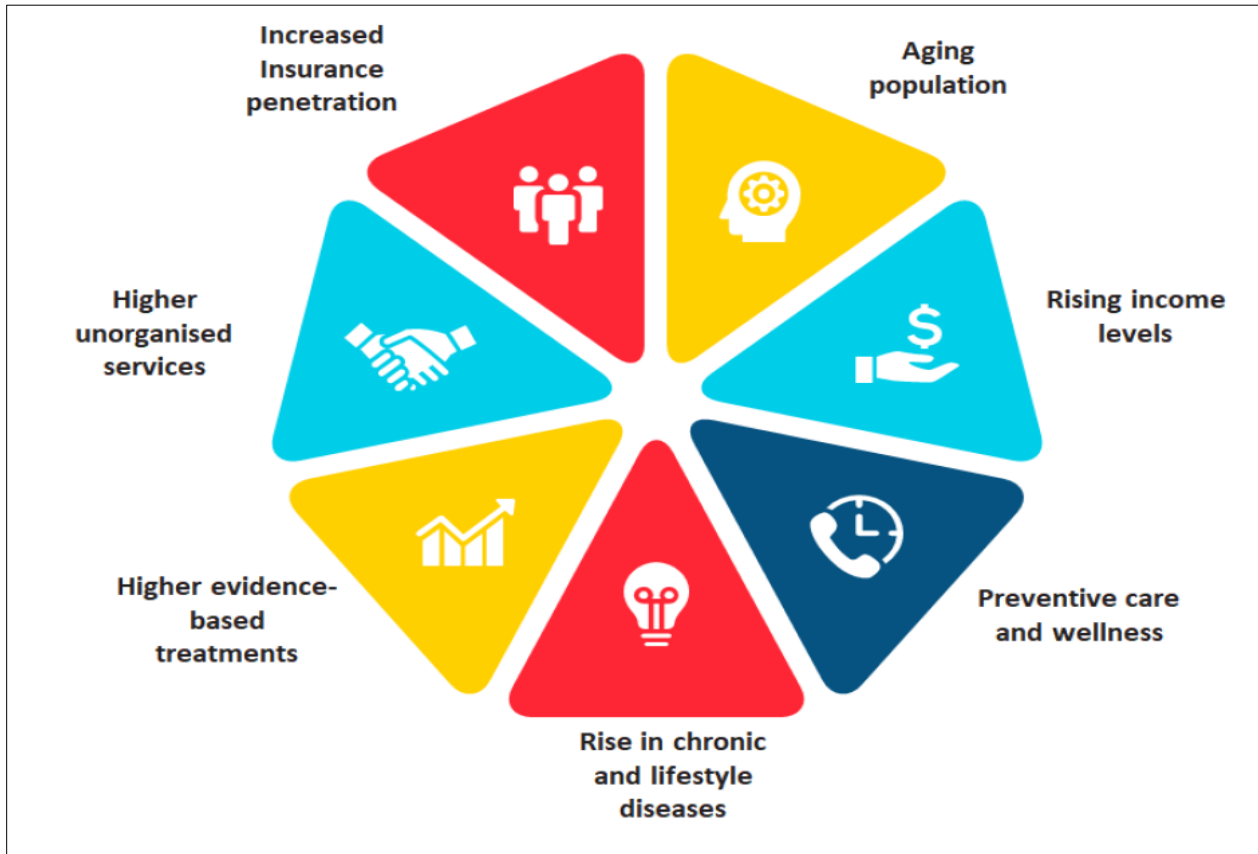 Increased
Insurance
penetration
Aging
population
Rising income
levels
Preventive care
and wellness
Rise in chronic
and lifestyle
diseases
Higher evidence-
based
treatments
Higher
unorganised
services
$